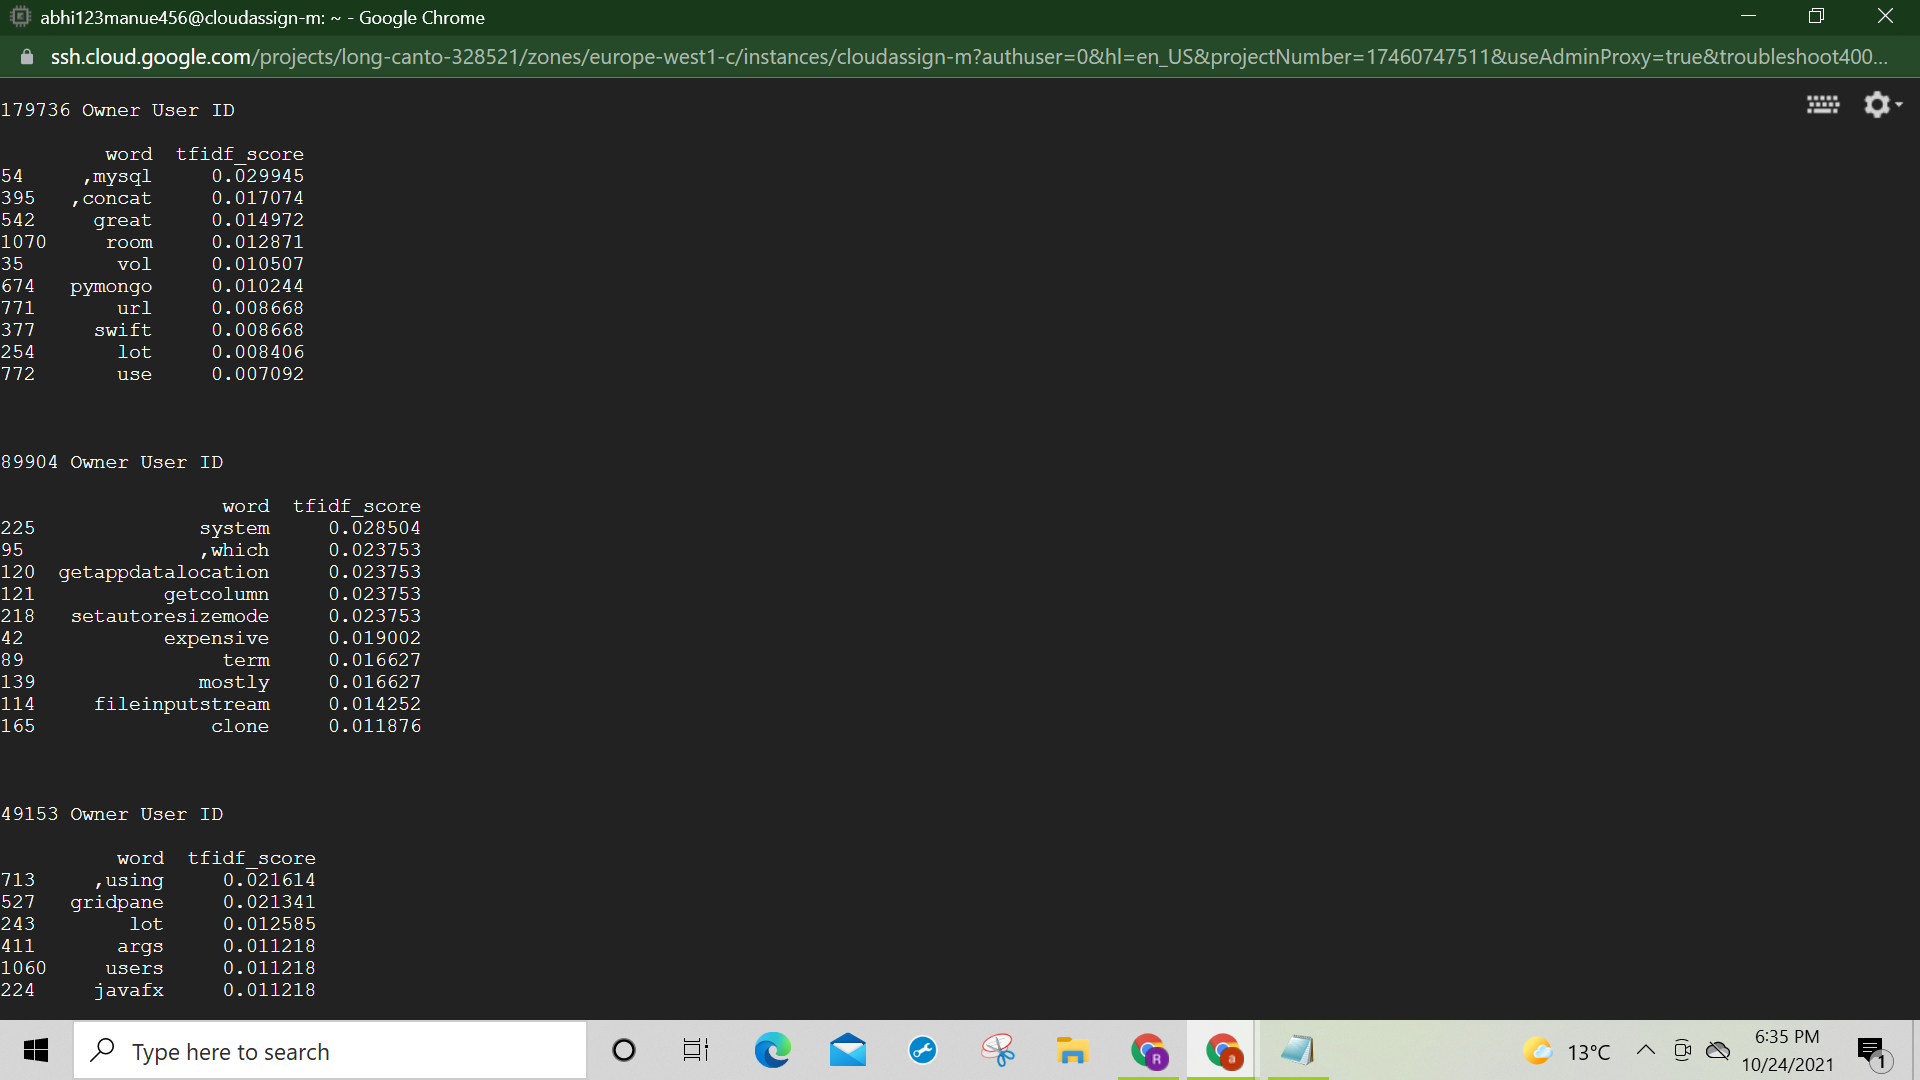 abhi123manue456@cloudassign-m: ~ - Google Chrome
ssh.cloud.google.com/projects/long-canto-328521/zones/europe-west1-c/instances/cloudassign-m?authuser=0&hl=en_US&projectNumber=17460747511&useAdminProxy=true&troubleshoot400...
179736 Owner User ID
word tfidf_score
54 ,mysql 0.029945
395 ,concat 0.017074
542 great 0.014972
1070 room 0.012871
35 vol 0.010507
674 pymongo 0.010244
771 url 0.008668
377 swift 0.008668
254 lot 0.008406
772 use 0.007092
89904 Owner User ID
word tfidf_score
225 system 0.028504
95 ,which 0.023753
120 getappdatalocation 0.023753
121 getcolumn 0.023753
218 setautoresizemode 0.023753
42 expensive 0.019002
89 term 0.016627
139 mostly 0.016627
114 fileinputstream 0.014252
165 clone 0.011876
49153 Owner User ID
word tfidf_score
713 ,using 0.021614
527 gridpane 0.021341
243 lot 0.012585
411 args 0.011218
1060 users 0.011218
224 javafx 0.011218
Type here to search
R
a
13°C
6:35 PM
10/24/2021
1